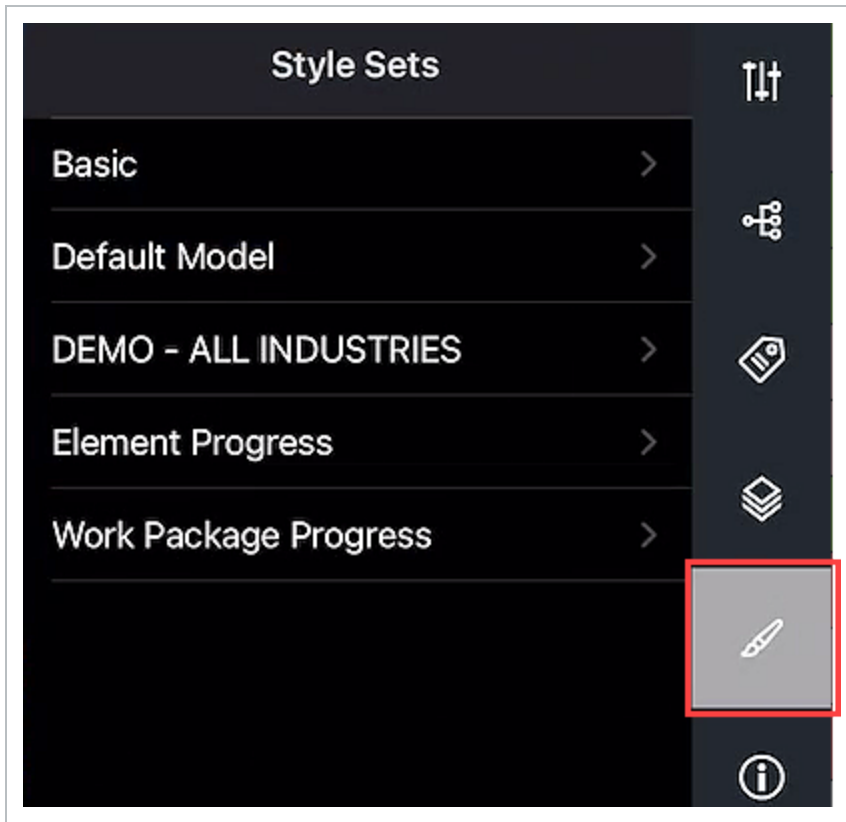 Style Sets
Basic
Default Model
DEMO - ALL INDUSTRIES
Element Progress
Work Package Progress